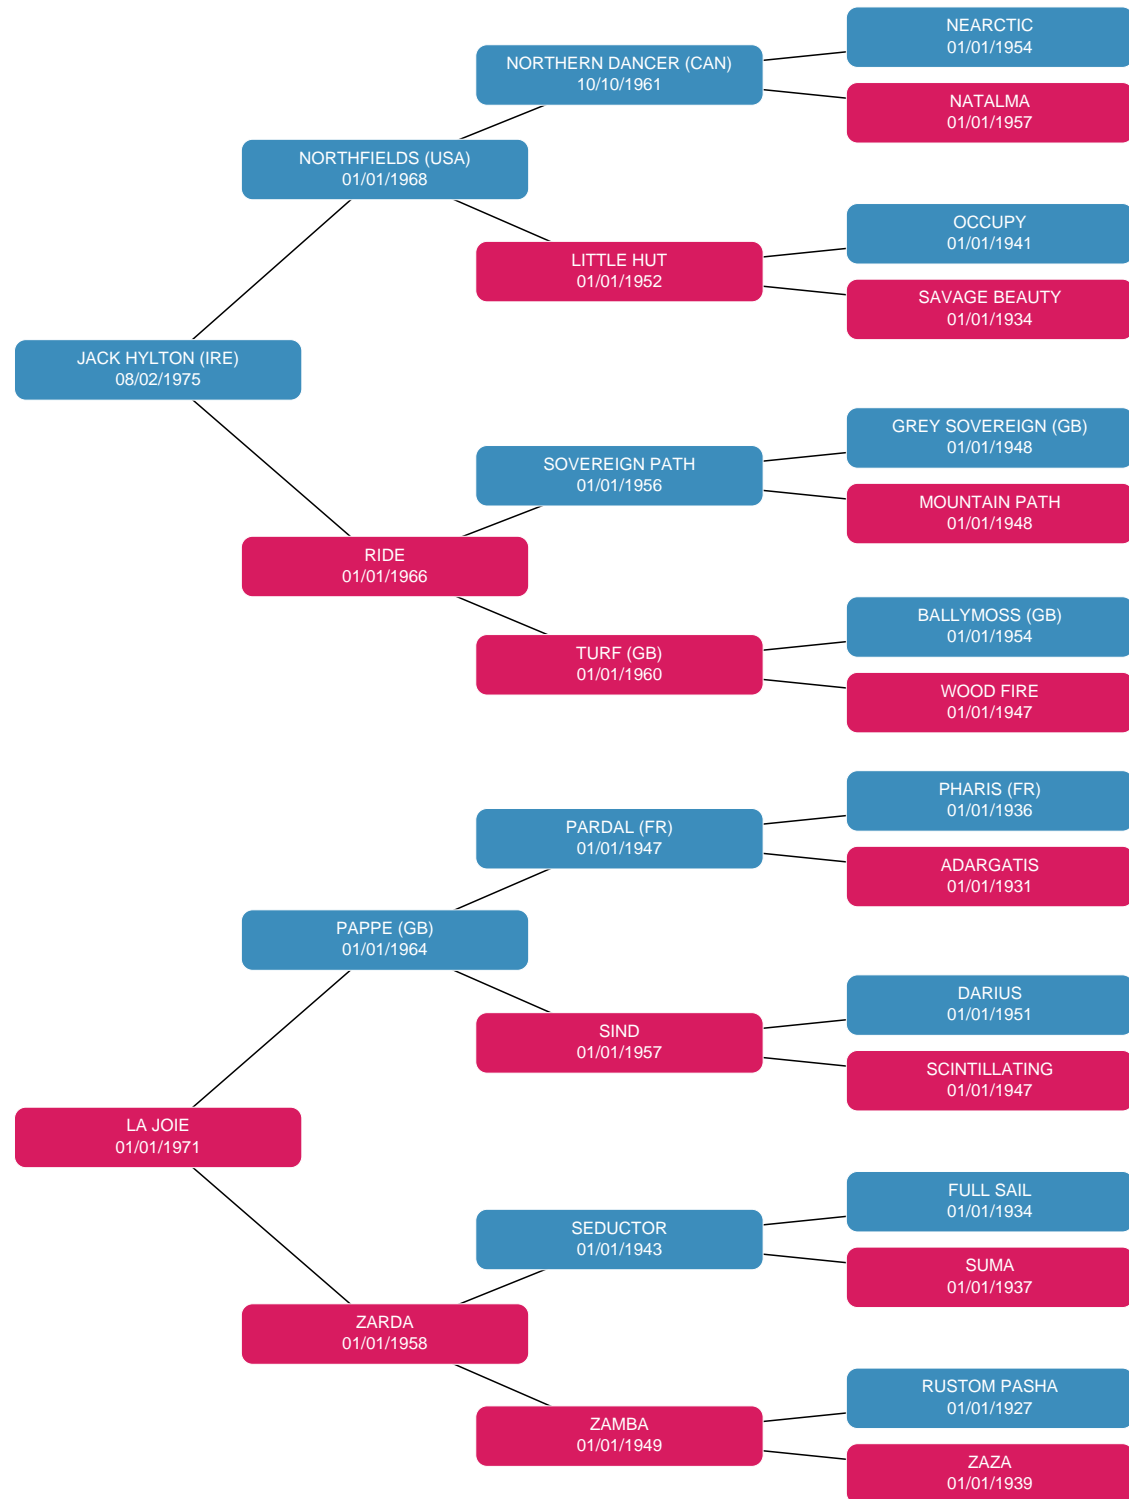 NEARCTIC
01/01/1954
NORTHERN DANCER (CAN)
10/10/1961
NATALMA
01/01/1957
NORTHFIELDS (USA)
01/01/1968
OCCUPY
01/01/1941
LITTLE HUT
01/01/1952
SAVAGE BEAUTY
01/01/1934
JACK HYLTON (IRE)
08/02/1975
GREY SOVEREIGN (GB)
01/01/1948
SOVEREIGN PATH
01/01/1956
MOUNTAIN PATH
01/01/1948
RIDE
01/01/1966
BALLYMOSS (GB)
01/01/1954
TURF (GB)
01/01/1960
WOOD FIRE
01/01/1947
PHARIS (FR)
01/01/1936
PARDAL (FR)
01/01/1947
ADARGATIS
01/01/1931
PAPPE (GB)
01/01/1964
DARIUS
01/01/1951
SIND
01/01/1957
SCINTILLATING
01/01/1947
LA JOIE
01/01/1971
FULL SAIL
01/01/1934
SEDUCTOR
01/01/1943
SUMA
01/01/1937
ZARDA
01/01/1958
RUSTOM PASHA
01/01/1927
ZAMBA
01/01/1949
ZAZA
01/01/1939